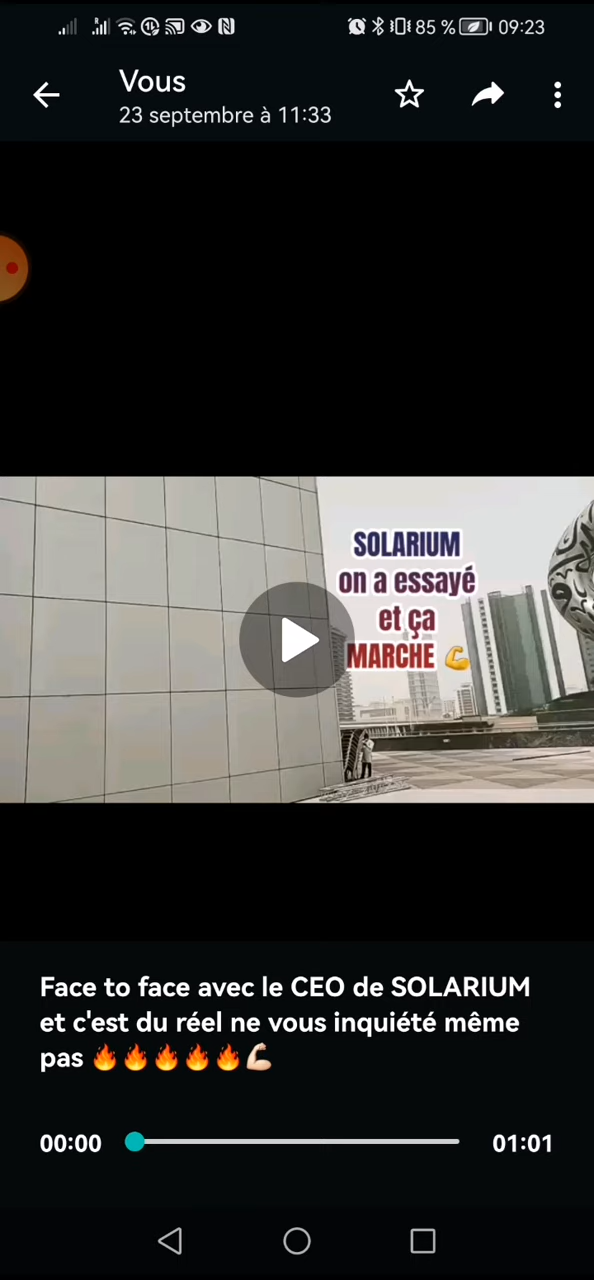 85 % 09:23
Vous
23 septembre à 11:33
SOLARIUM
on a essayé
et ça
MARCHE 💪
Face to face avec le CEO de SOLARIUM
et c'est du réel ne vous inquiété même
pas 🔥🔥🔥🔥🔥💪🏻
00:00 01:01